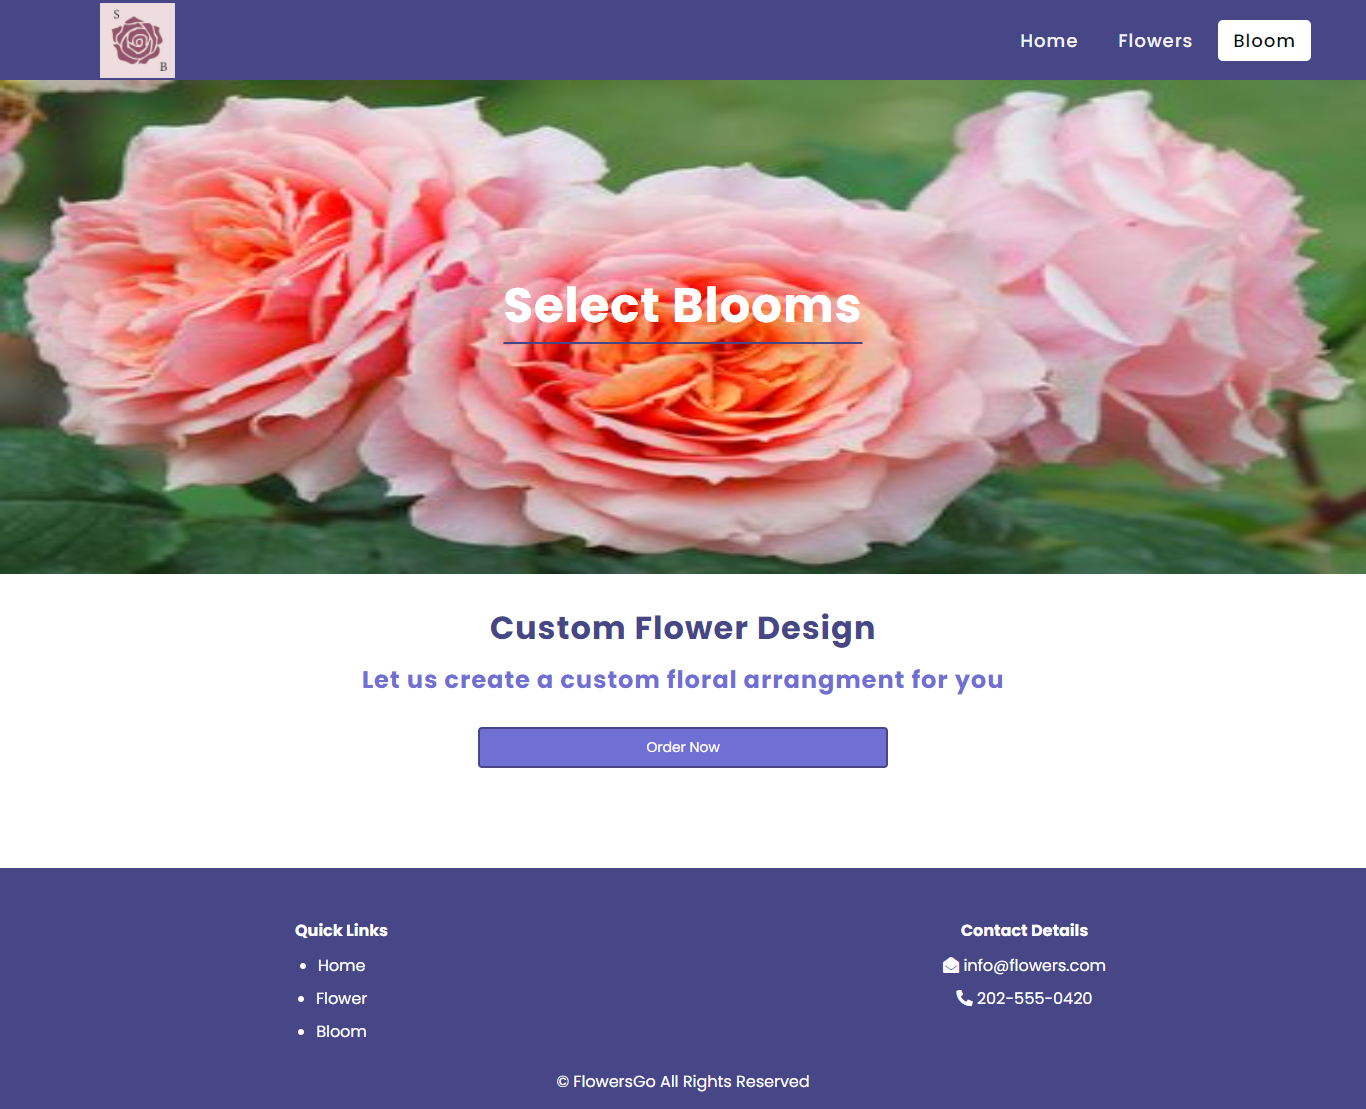 S
B
Home Flowers Bloom
Select Blooms
Custom Flower Design
Let us create a custom floral arrangment for you
Order Now
Quick Links
Home
Flower
Bloom
Contact Details
info@flowers.com
202-555-0420
© FlowersGo All Rights Reserved